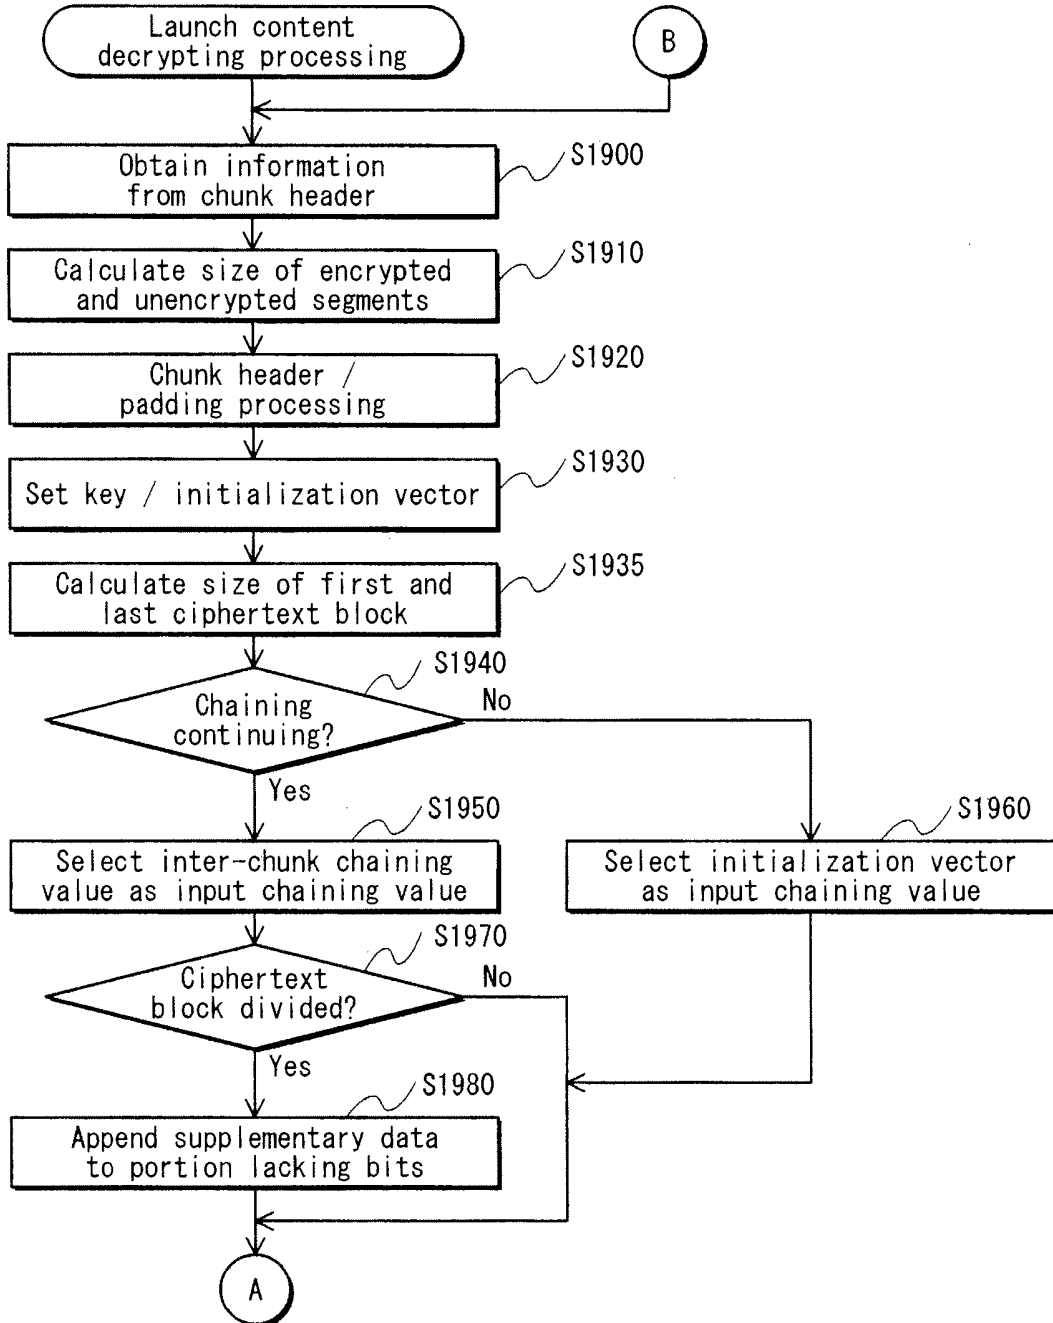 Launch content
decrypting processing
B
S1900
Obtain information
from chunk header
S1910
Calculate size of encrypted
and unencrypted segments
S1920
Chunk header /
padding processing
S1930
Set key / initialization vector
S1935
Calculate size of first and
last ciphertext block
S1940
Chaining
continuing?
No
Yes
S1950
Select inter-chunk chaining
value as input chaining value
S1960
Select initialization vector
as input chaining value
S1970
Ciphertext
block divided?
No
Yes
S1980
Append supplementary data
to portion lacking bits
A